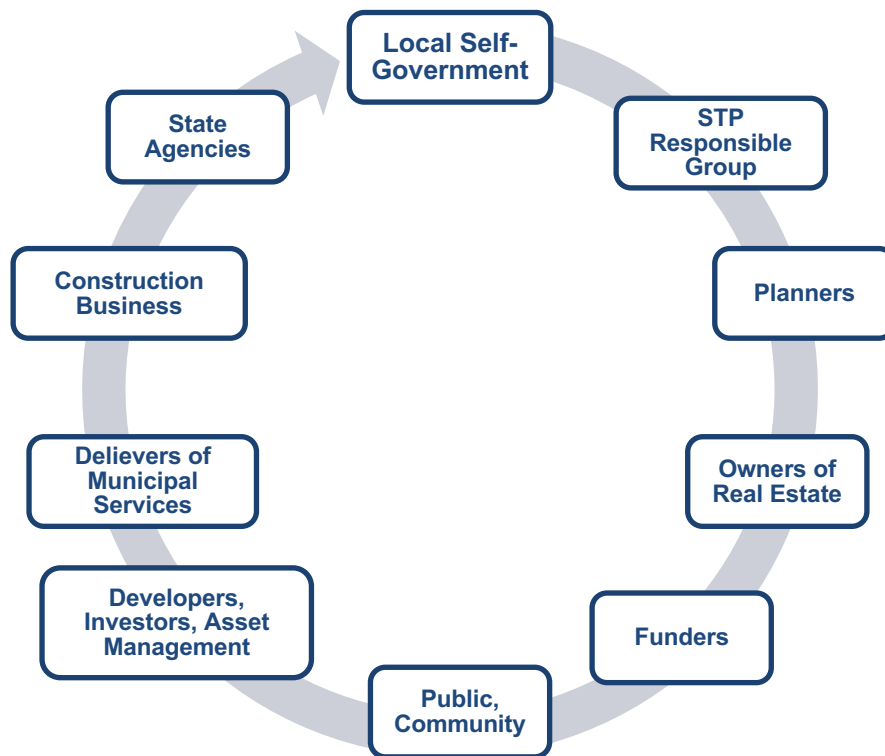 Local Self-
Government
STP
Responsible
Group
Planners
Owners of
Real Estate
Funders
Public,
Community
Developers,
Investors, Asset
Management
Delievers of
Municipal
Services
Construction
Business
State
Agencies